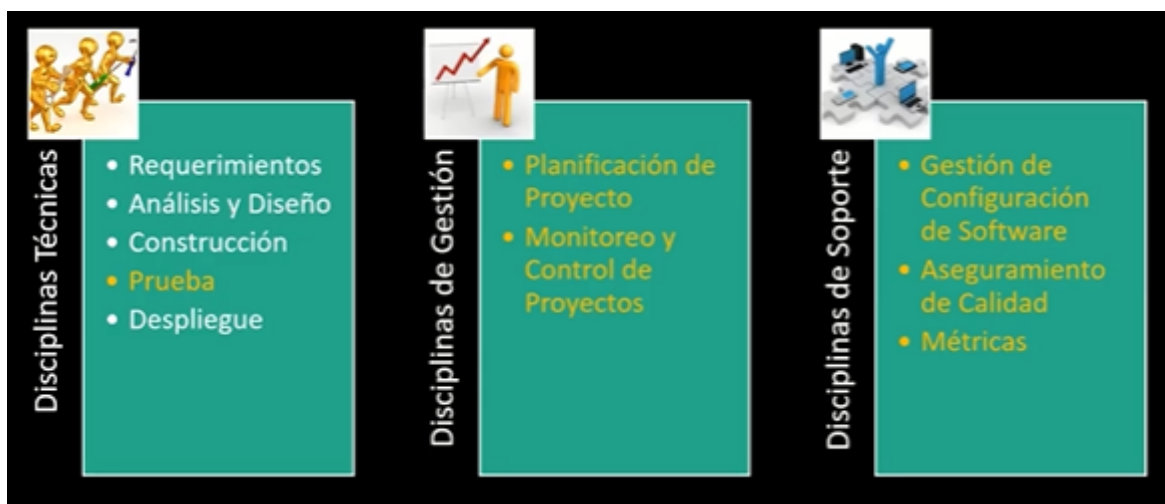 Disciplinas Técnicas
• Requerimientos
• Análisis y Diseño
• Construcción
• Prueba
• Despliegue
Disciplinas de Gestión
• Planificación de
Proyecto
• Monitoreo y
Control de
Proyectos
Disciplinas de Soporte
• Gestión de
Configuración
de Software
• Aseguramiento
de Calidad
• Métricas